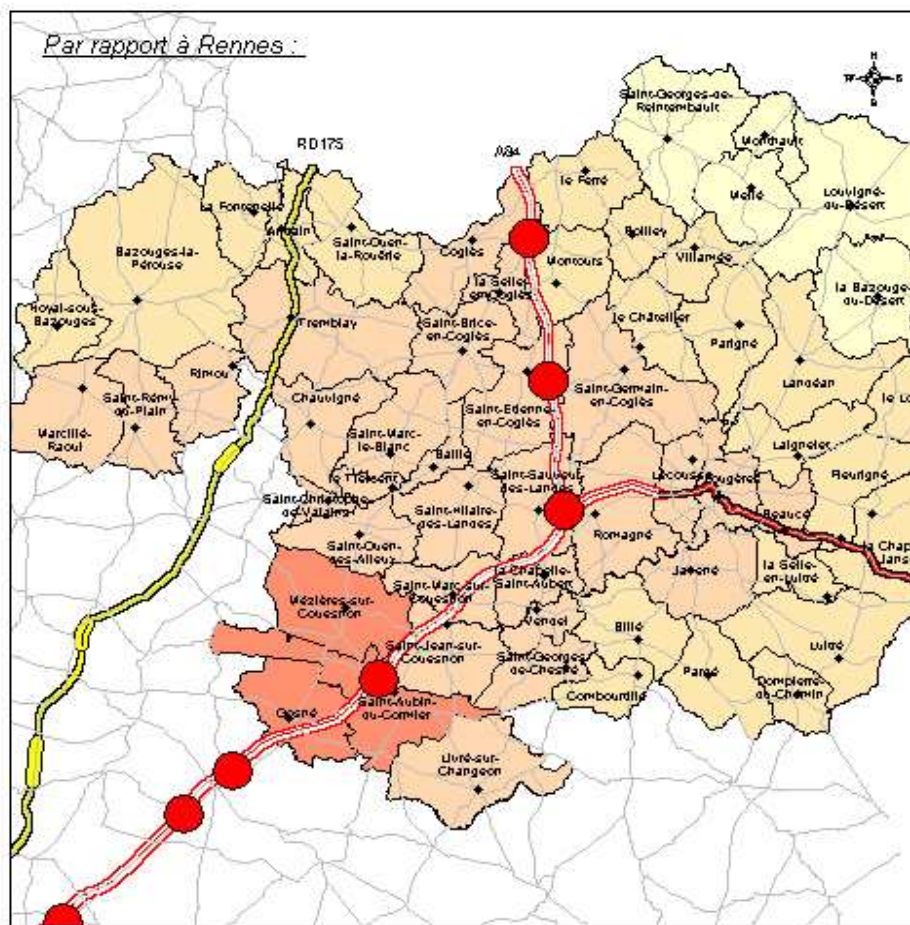 Par rapport à Rennes :
N
W
E
S
RD175
A84
Saint-Georges-de-
Reintembault
Monthault
Mellé
Louvigné-
du-Désert
le Ferré
La Fontenelle
Antrain
Saint-Ouen-
la-Rouërie
Coglès
Poilley
Villamée
Bazouges-la-
Pérouse
Montours
la Selle-
en-Coglès
la Bazouge-
du-Désert
Noyal-sous-
Bazouges
Tremblay
Saint-Brice-
en-Coglès
le Châtellier
Parigné
Landéan
Rimou
Saint-Rémy-
du-Plain
Chauvigné
Saint-Germain-
en-Coglès
Marcillé-
Raoul
Saint-Etienne-
en-Coglès
Saint-Marc-
le-Blanc
Baillé
Laignelet
le Tiercent
Saint-Sauveur-
des-Landes
Lécousse
Fougères
Fleurigné
Saint-Christophe-
de-Valains
Saint-Hilaire-
des-Landes
Beaucé
Romagné
Saint-Ouen-
des-Alleux
la Chapelle-
Saint-Aubert
Javené
la Selle-
en-Luitré
Mézières-sur-
Couesnon
Saint-Marc-sur-
Couesnon
Vendel
Billé
Saint-Jean-sur-
Couesnon
Luitré
Saint-Georges-
de-Chesné
Parcé
Dompierre-
du-Chemin
Combourtillé
Gosné
Saint-Aubin-
du-Cormier
Livré-sur-
Changeon